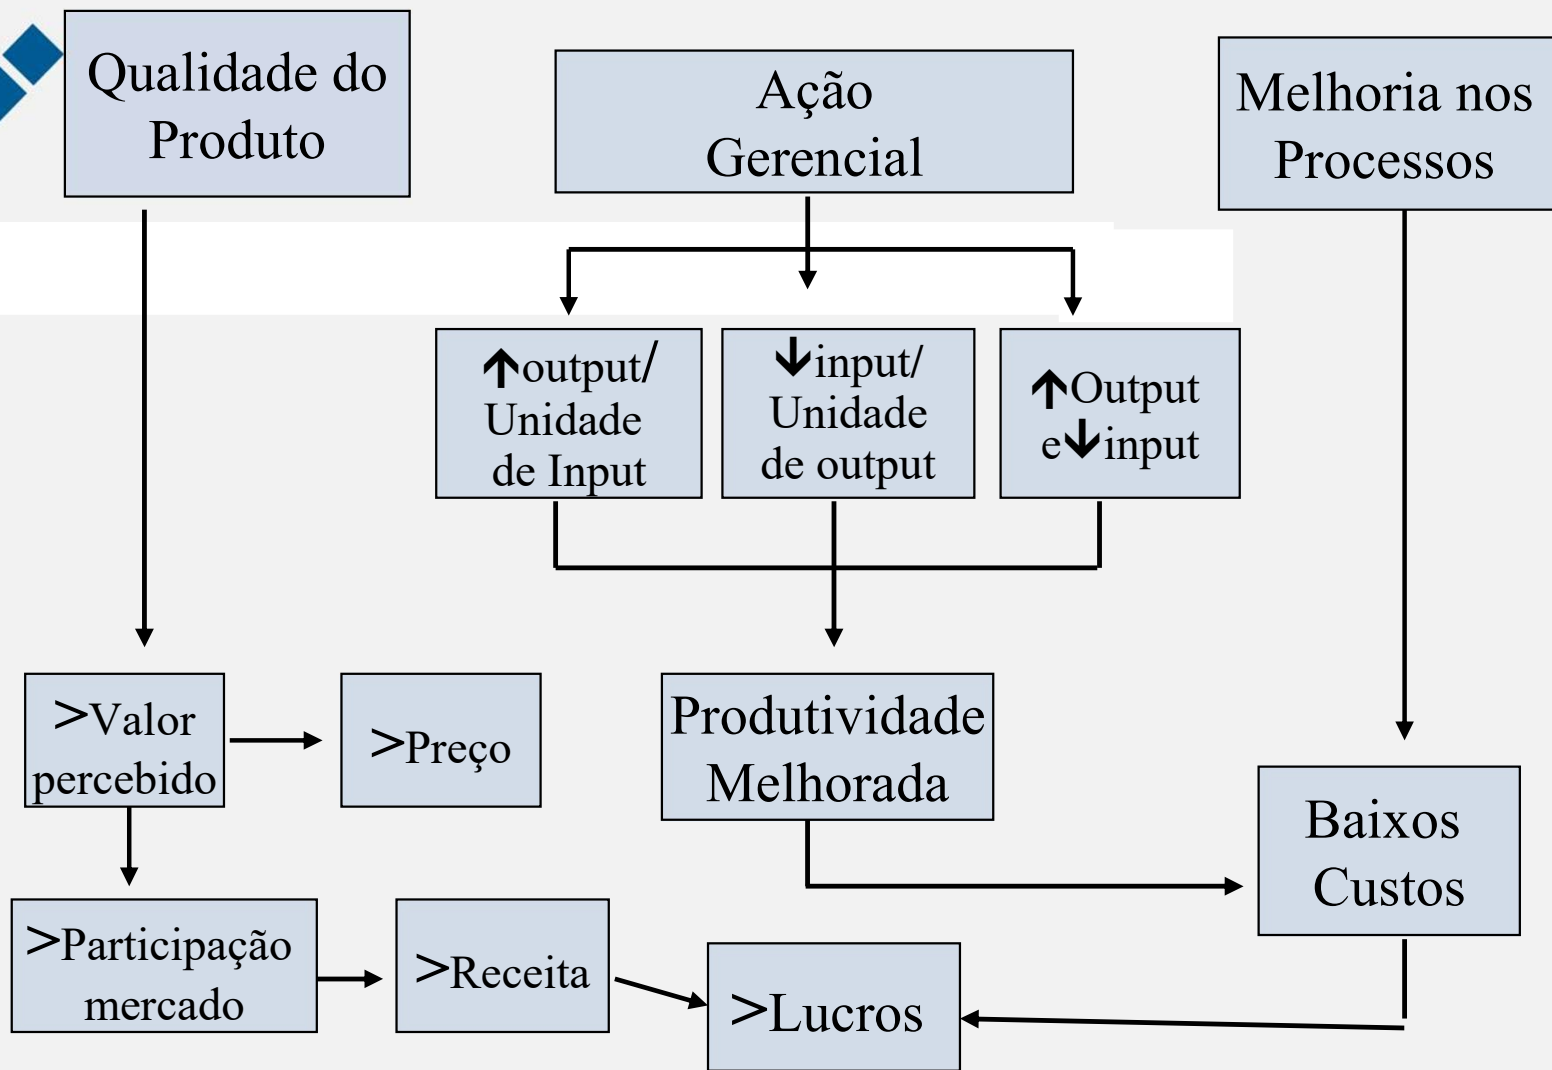 Qualidade do
Produto
Ação
Gerencial
Melhoria nos
Processos
↑output/
Unidade
de Input
↓input/
Unidade
de output
↑Output
e↓input
>Valor
percebido
>Preço
Produtividade
Melhorada
Baixos
Custos
>Participação
mercado
>Receita
>Lucros